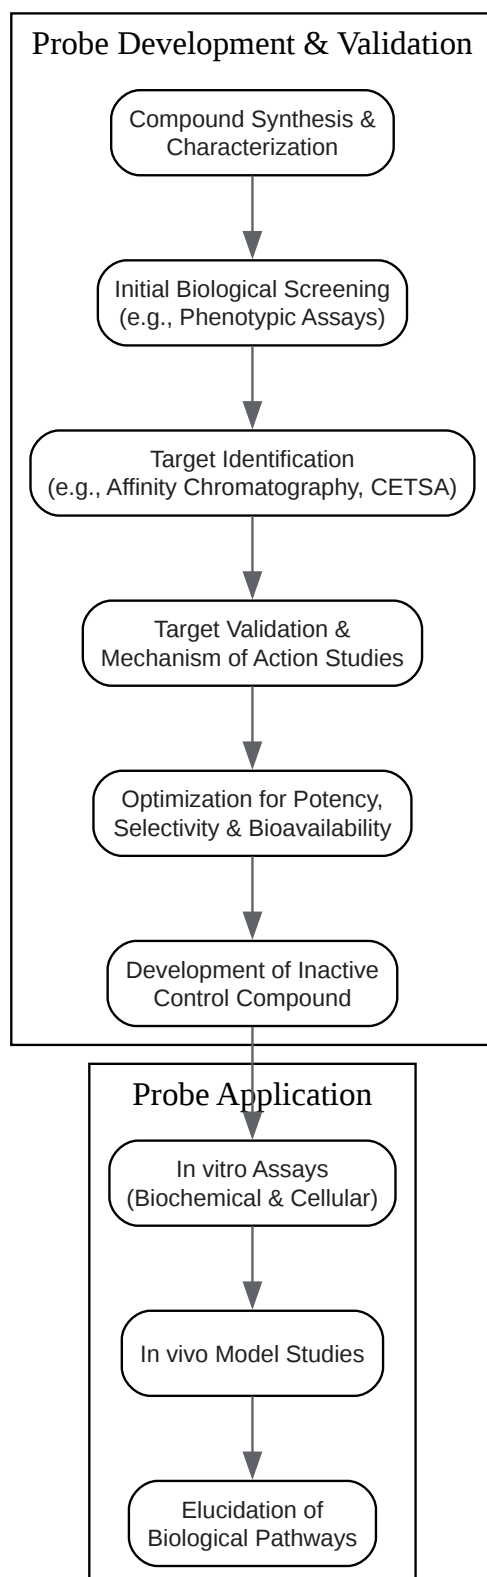 Probe Development & Validation
Compound Synthesis &
Characterization
Initial Biological Screening
(e.g., Phenotypic Assays)
Target Identification
(e.g., Affinity Chromatography, CETSA)
Target Validation &
Mechanism of Action Studies
Optimization for Potency,
Selectivity & Bioavailability
Development of Inactive
Control Compound
Probe Application
In vitro Assays
(Biochemical & Cellular)
In vivo Model Studies
Elucidation of
Biological Pathways